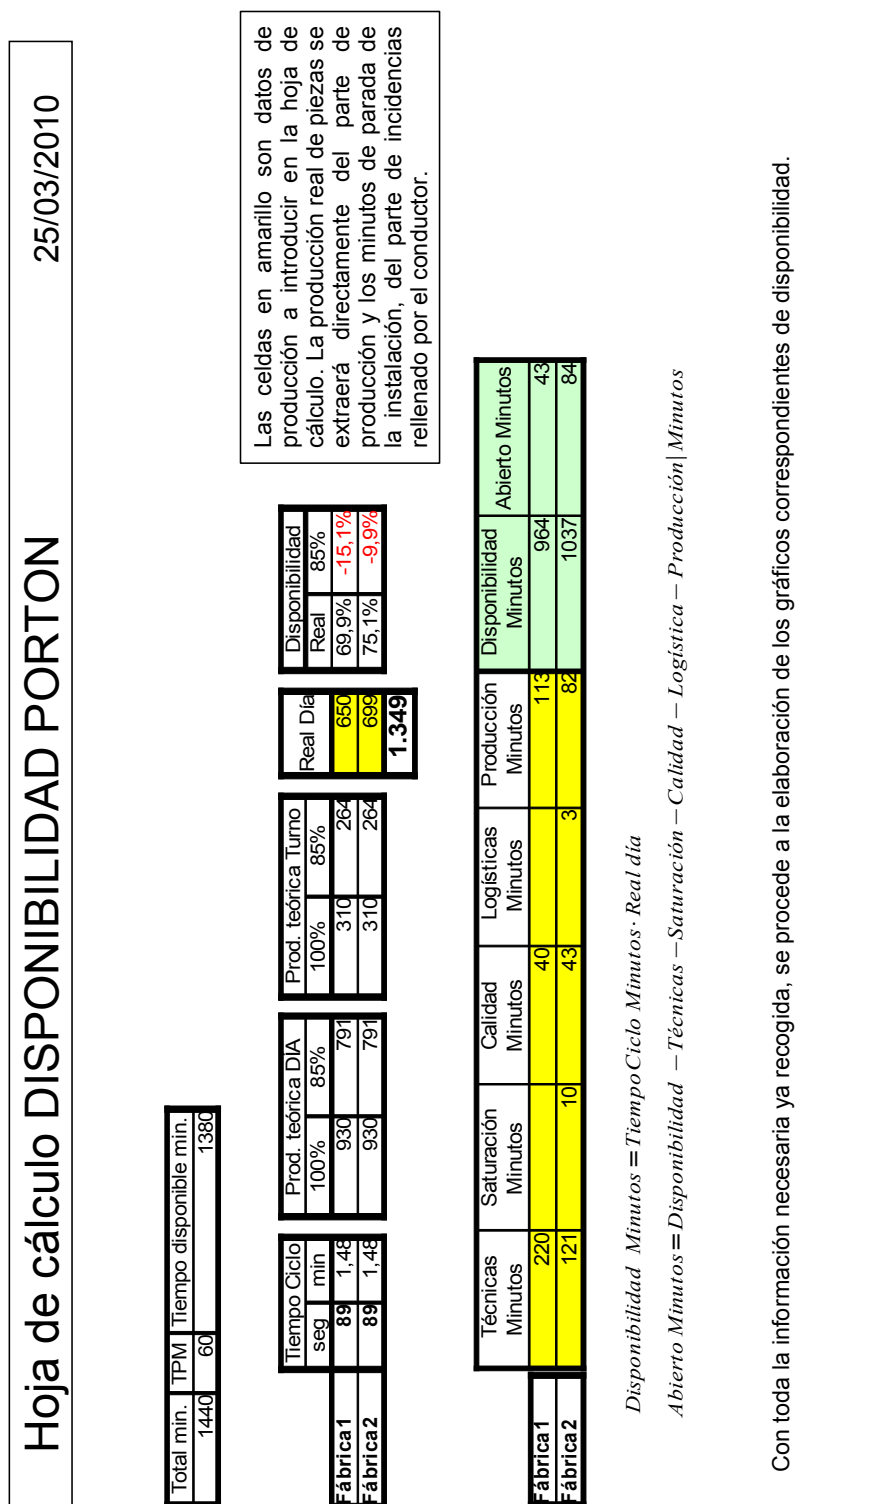 Hoja de cálculo DISPONIBILIDAD PORTON 25/03/2010
Total min. TPM Tiempo disponible min.
1440 60 1380
Las celdas en amarillo son datos de
producción a introducir en la hoja de
cálculo. La producción real de piezas se
extraerá directamente del parte de
producción y los minutos de parada de
la instalación, del parte de incidencias
rellenado por el conductor.
Tiempo Ciclo Prod. teórica DÍA Prod. teórica Turno Real Día Disponibilidad
seg min 100% 85% 100% 85% Real 85%
Fábrica1 89 1,48 930 791 310 264 650 69,9% -15,1%
Fábrica2 89 1,48 930 791 310 264 699 75,1% -9,9%
1.349
Técnicas Saturación Calidad Logísticas Producción Disponibilidad Abierto Minutos
Minutos Minutos Minutos Minutos Minutos Minutos
Fábrica1 220 40 113 964 43
Fábrica2 121 10 43 3 82 1037 84
Disponibilidad Minutos = Tiempo Ciclo Minutos · Real día
Abierto Minutos = Disponibilidad − Técnicas − Saturación − Calidad − Logística − Producción| Minutos
Con toda la información necesaria ya recogida, se procede a la elaboración de los gráficos correspondientes de disponibilidad.